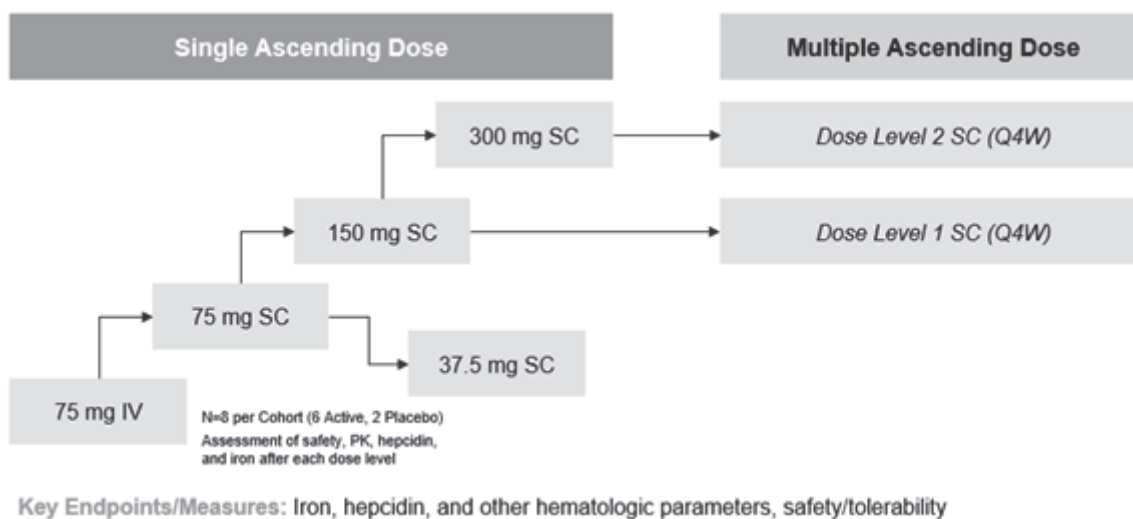 Single Ascending Dose
Multiple Ascending Dose
300 mg SC
Dose Level 2 SC (Q4W)
150 mg SC
Dose Level 1 SC (Q4W)
75 mg SC
37.5 mg SC
75 mg IV
N=8 per Cohort (6 Active, 2 Placebo)
Assessment of safety, PK, hepcidin,
and iron after each dose level
Key Endpoints/Measures: Iron, hepcidin, and other hematologic parameters, safety/tolerability